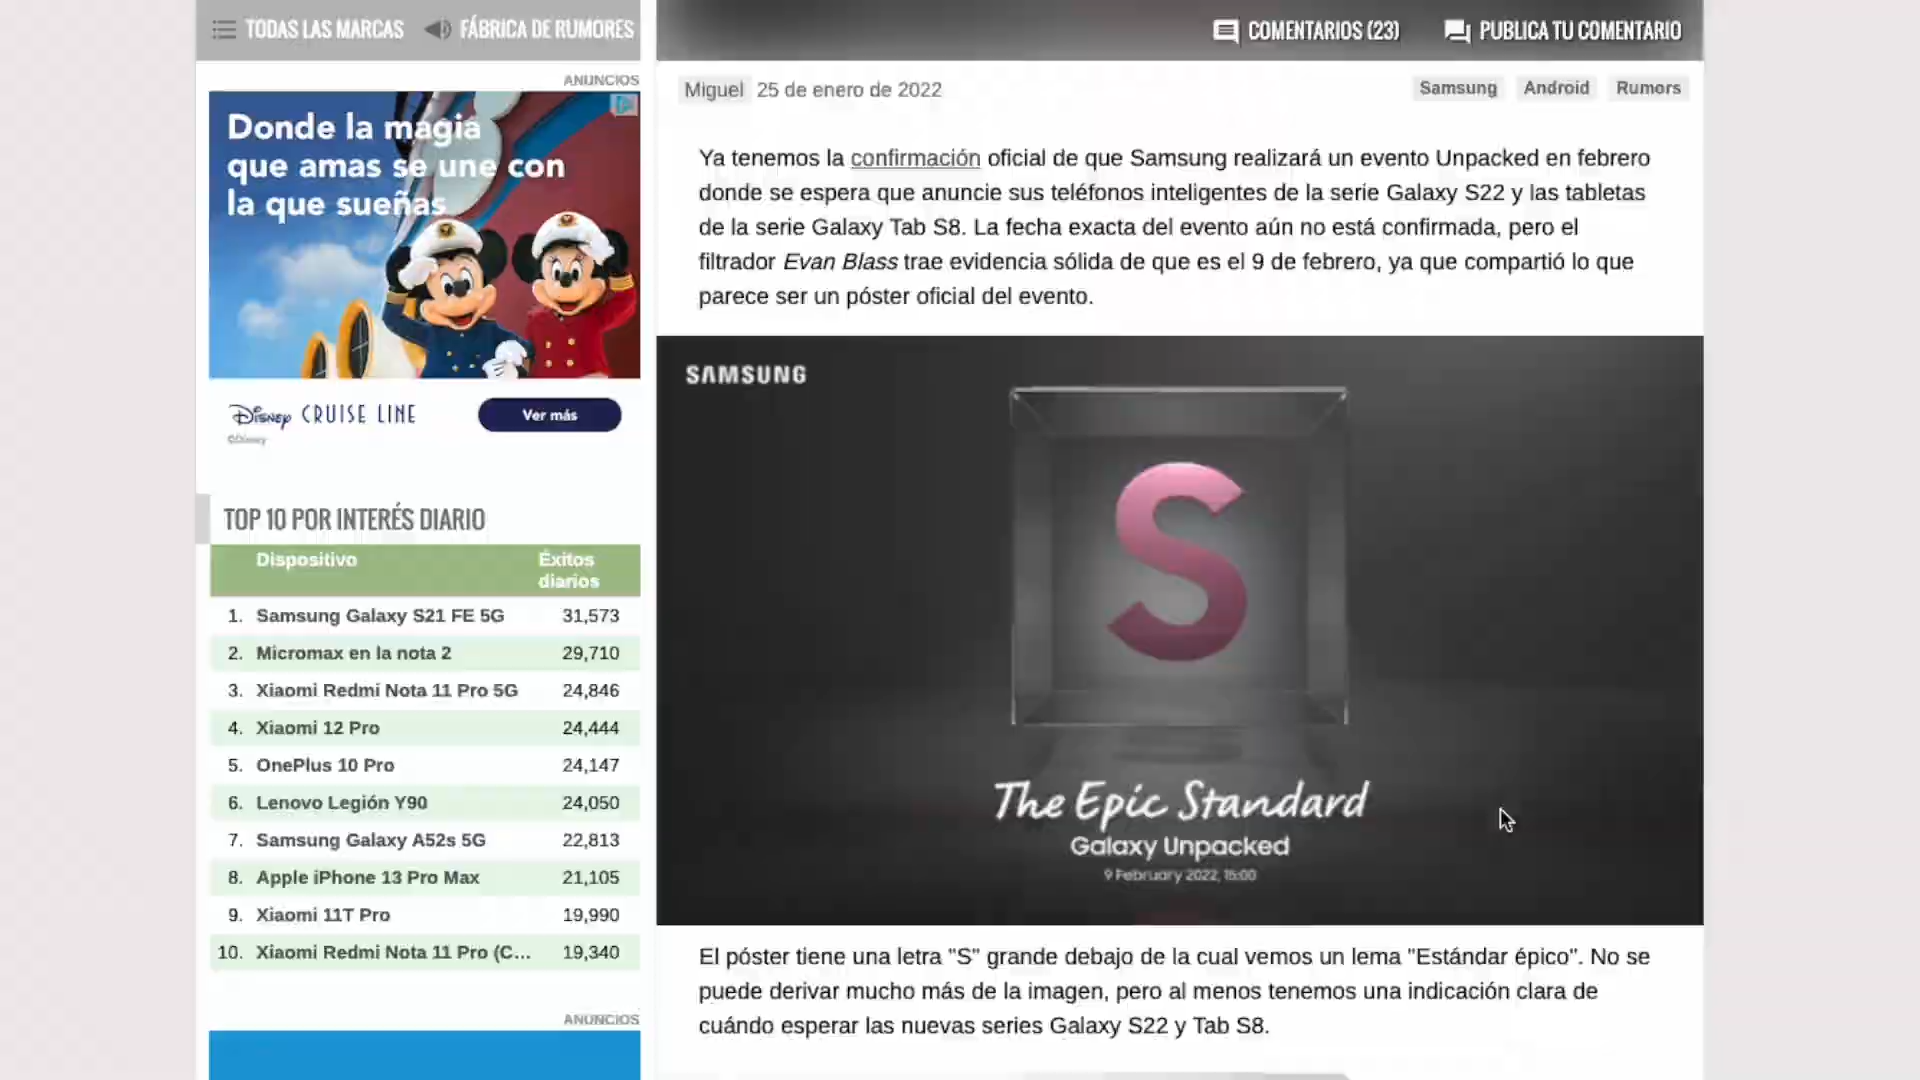 TODAS LAS MARCAS
FÁBRICA DE RUMORES
COMENTARIOS (23)
PUBLICA TU COMENTARIO
ANUNCIOS
Donde la magia
que amas se une con
la que sueñas
Disney CRUISE LINE
Ver más
©Disney
TOP 10 POR INTERÉS DIARIO
Dispositivo
Éxitos
diarios
1. Samsung Galaxy S21 FE 5G 31,573
2. Micromax en la nota 2 29,710
3. Xiaomi Redmi Nota 11 Pro 5G 24,846
4. Xiaomi 12 Pro 24,444
5. OnePlus 10 Pro 24,147
6. Lenovo Legión Y90 24,050
7. Samsung Galaxy A52s 5G 22,813
8. Apple iPhone 13 Pro Max 21,105
9. Xiaomi 11T Pro 19,990
10. Xiaomi Redmi Nota 11 Pro (C... 19,340
ANUNCIOS
Miguel 25 de enero de 2022
Samsung Android Rumors
Ya tenemos la confirmación oficial de que Samsung realizará un evento Unpacked en febrero
donde se espera que anuncie sus teléfonos inteligentes de la serie Galaxy S22 y las tabletas
de la serie Galaxy Tab S8. La fecha exacta del evento aún no está confirmada, pero el
filtrador Evan Blass trae evidencia sólida de que es el 9 de febrero, ya que compartió lo que
parece ser un póster oficial del evento.
SAMSUNG
S
The Epic Standard
Galaxy Unpacked
9 February 2022, 15:00
El póster tiene una letra "S" grande debajo de la cual vemos un lema "Estándar épico". No se
puede derivar mucho más de la imagen, pero al menos tenemos una indicación clara de
cuándo esperar las nuevas series Galaxy S22 y Tab S8.